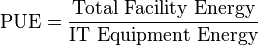 PUE = Total Facility Energy
IT Equipment Energy